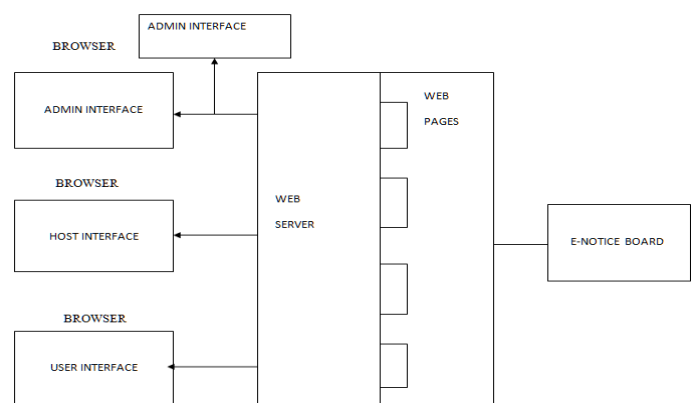 ADMIN INTERFACE
BROWSER
ADMIN INTERFACE
WEB
PAGES
BROWSER
WEB
SERVER
HOST INTERFACE
E-NOTICE BOARD
BROWSER
USER INTERFACE